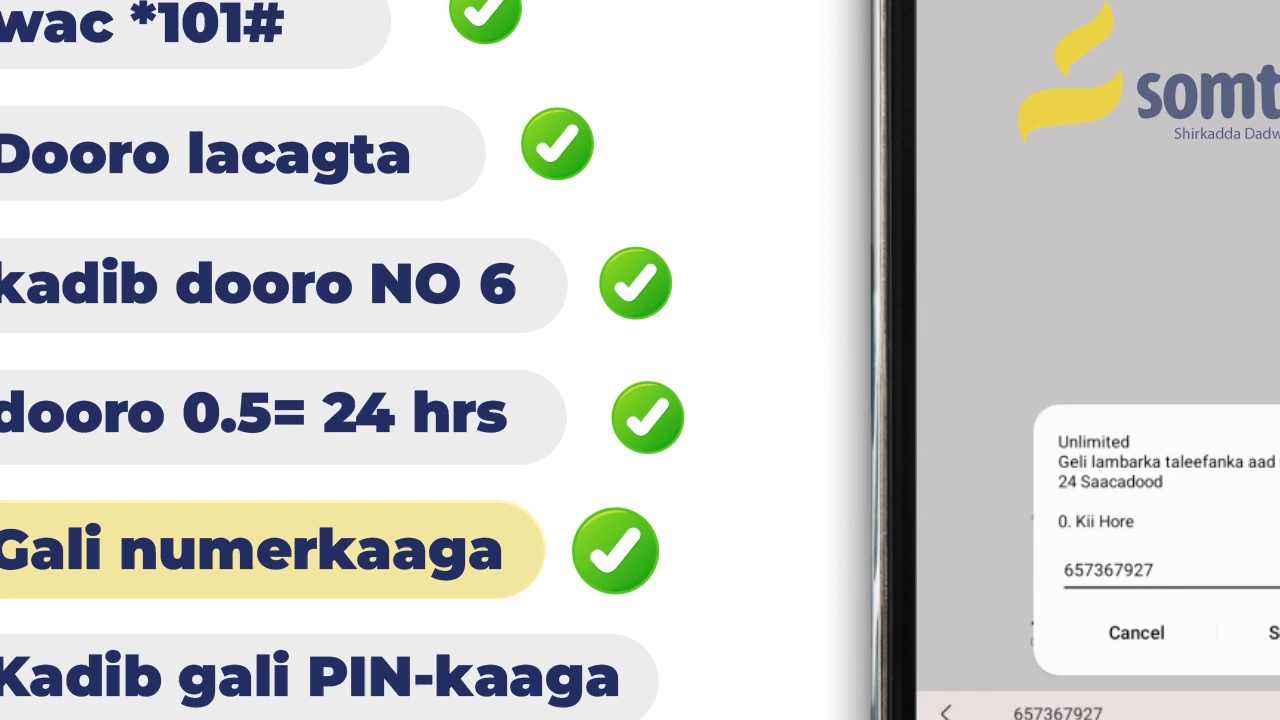 wac *101#
Dooro lacagta
kadib dooro NO 6
dooro 0.5= 24 hrs
Gali numerkaaga
Kadib gali PIN-kaaga
somt
Shirkadda Dadw
Unlimited
Geli lambarka taleefanka aad
24 Saacadood
0. Kii Hore
657367927
Cancel
S
657367927